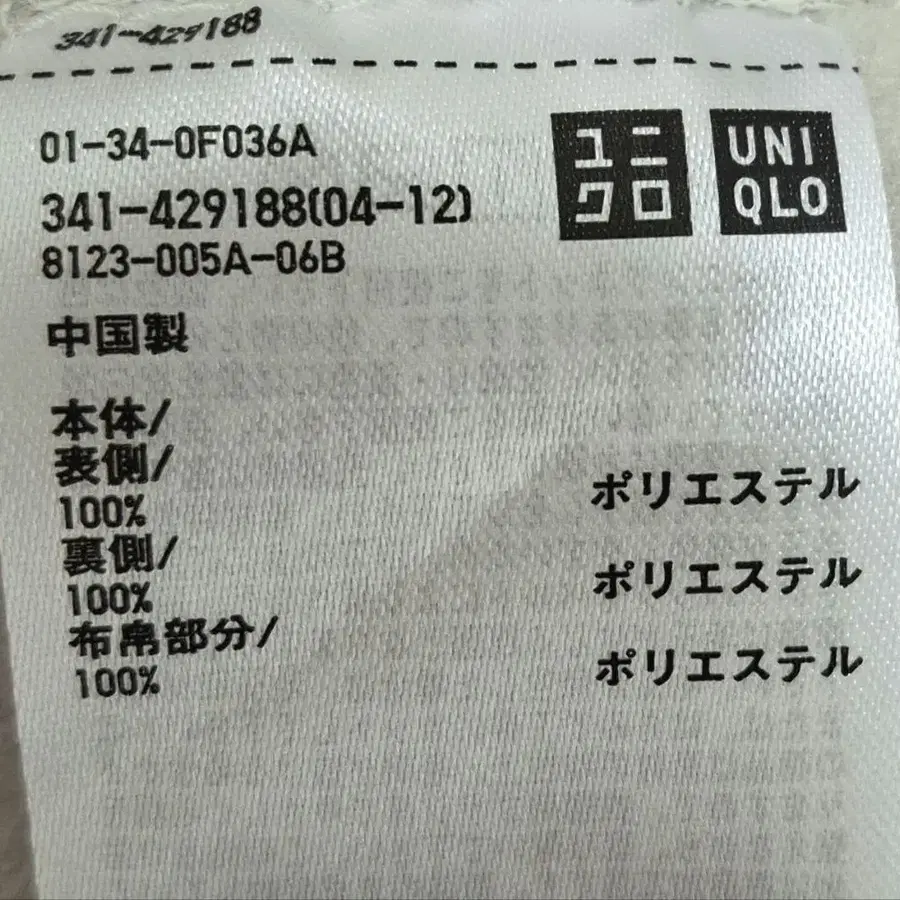 341-429188
01-34-0F036A
341-429188(04-12)
8123-005A-06B
ユニ
クロ
UNI
QLO
中国製
本体/
表側/
100% ポリエステル
裏側/
100% ポリエステル
布帛部分/
100% ポリエステル